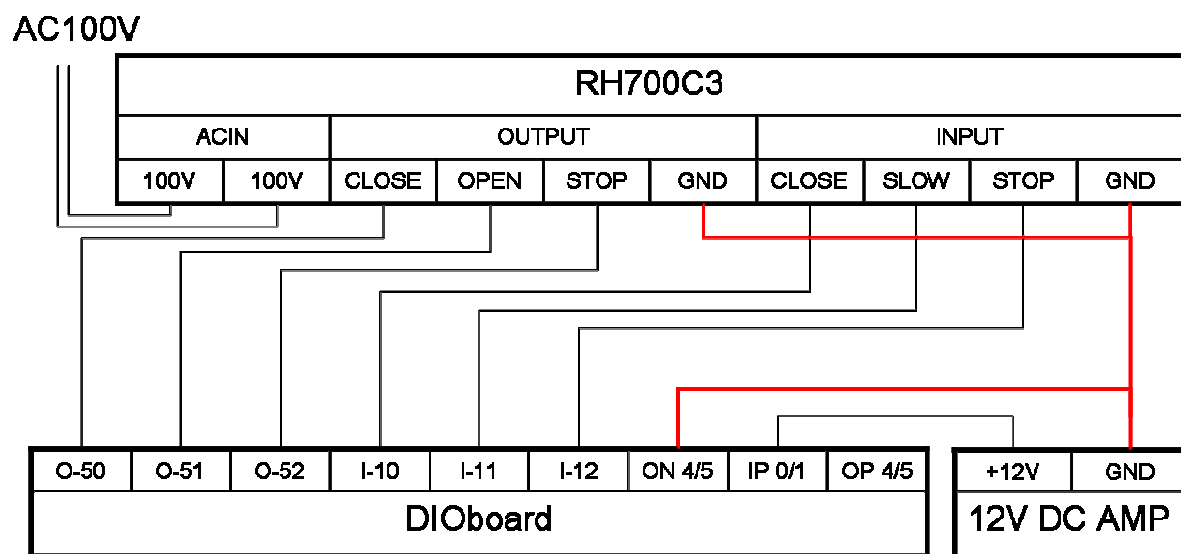 AC100V
RH700C3
ACIN OUTPUT INPUT
100V 100V CLOSE OPEN STOP GND CLOSE SLOW STOP GND
O-50 O-51 O-52 I-10 I-11 I-12 ON 4/5 IP 0/1 OP 4/5 +12V GND
DIOboard 12V DC AMP